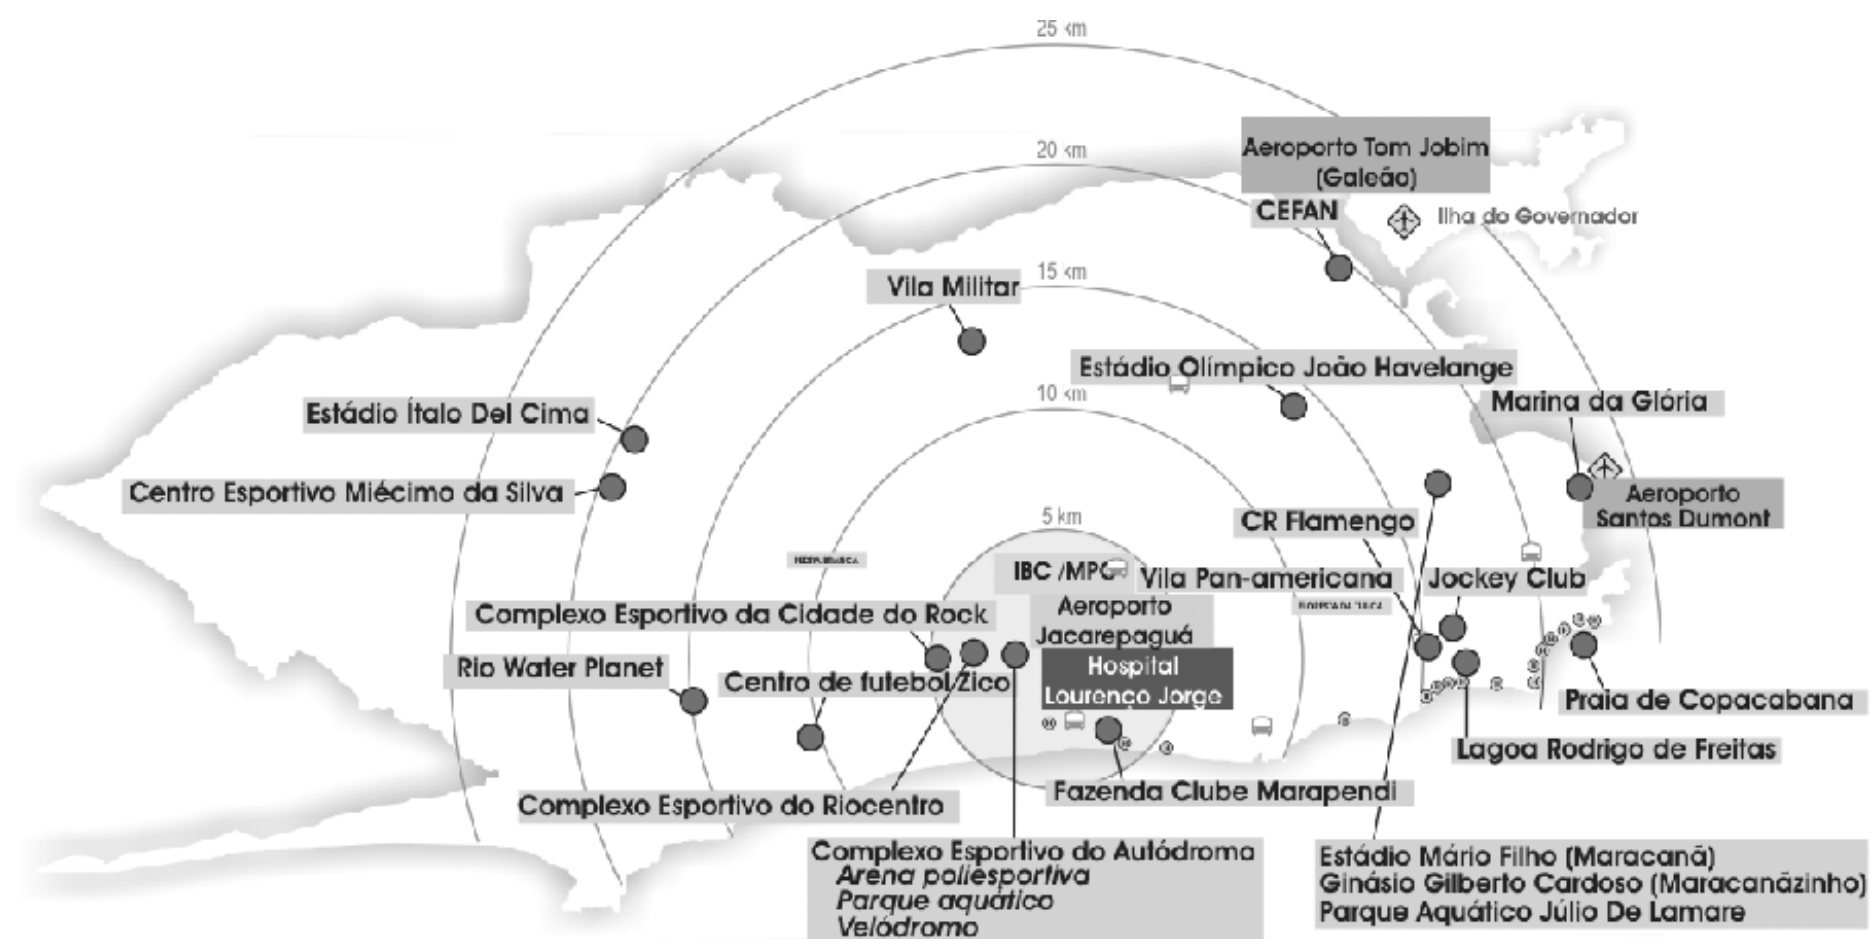 25 km
20 km
Aeroporto Tom Jobim
(Galeão)
CEFAN
Ilha do Governador
15 km
Vila Militar
Estádio Olímpico João Havelange
10 km
Marina da Glória
Estádio Ítalo Del Cima
Centro Esportivo Miécimo da Silva
Aeroporto
Santos Dumont
5 km
CR Flamengo
IBC /MPC
Vila Pan-americana
Jockey Club
Aeroporto
Jacarepaguá
Complexo Esportivo da Cidade do Rock
Hospital
Lourenço Jorge
Rio Water Planet
Centro de futebol Zico
Praia de Copacabana
Lagoa Rodrigo de Freitas
Complexo Esportivo do Riocentro
Fazenda Clube Marapendi
Complexo Esportivo do Autódromo
Arena poliesportiva
Parque aquático
Velódromo
Estádio Mário Filho (Maracanã)
Ginásio Gilberto Cardoso (Maracanãzinho)
Parque Aquático Júlio De Lamare